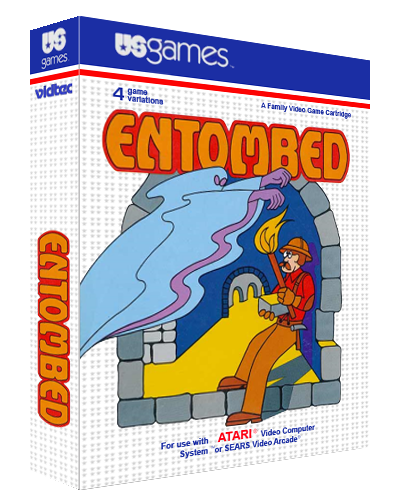 US
games
vidtec
ENTOMBED
USgames™
4 game
variations
A Family Video Game Cartridge
ENTOMBED
For use with ATARI® Video Computer
System™ or SEARS Video Arcade™